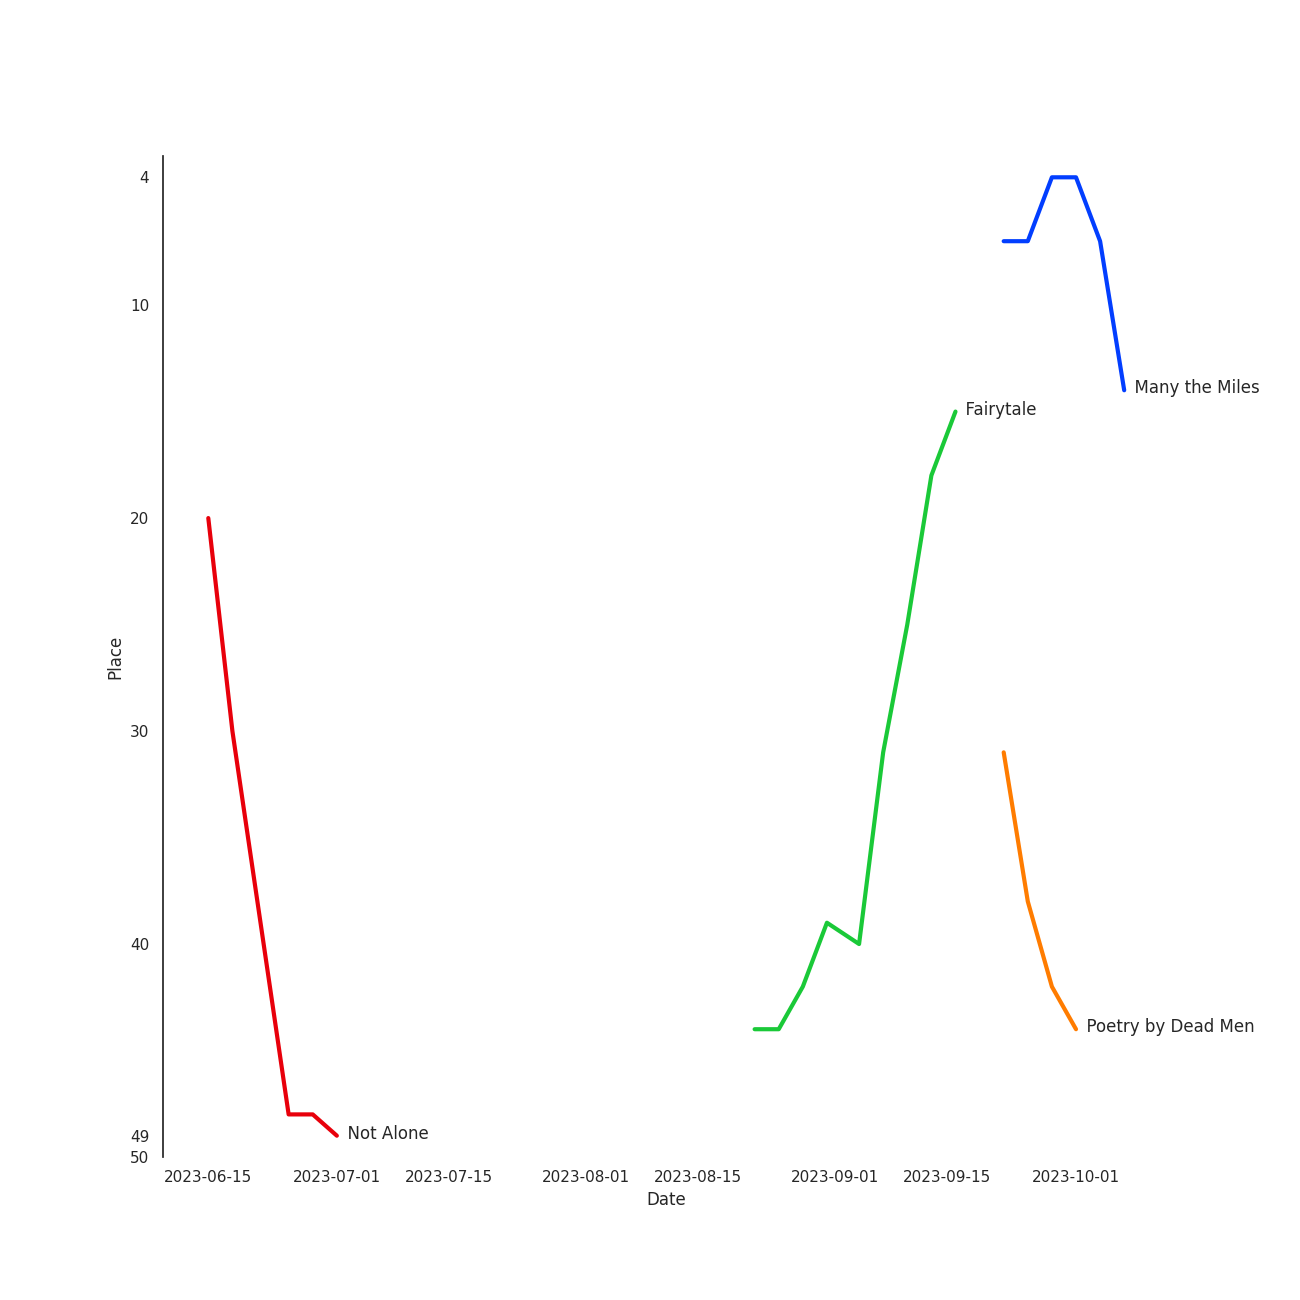 4
10
Many the Miles
Fairytale
20
Place
30
40
Poetry by Dead Men
49
Not Alone
50
2023-06-15 2023-07-01 2023-07-15 2023-08-01 2023-08-15 2023-09-01 2023-09-15 2023-10-01
Date